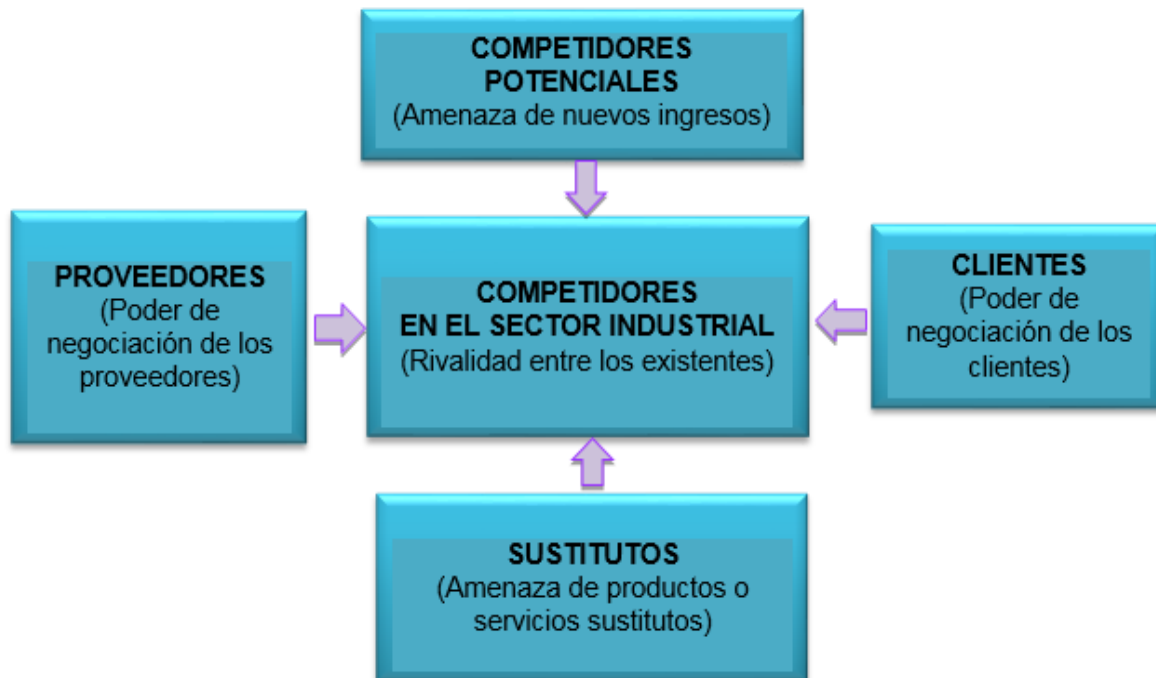 COMPETIDORES
POTENCIALES
(Amenaza de nuevos ingresos)
PROVEEDORES
(Poder de
negociación de los
proveedores)
COMPETIDORES
EN EL SECTOR INDUSTRIAL
(Rivalidad entre los existentes)
CLIENTES
(Poder de
negociación de los
clientes)
SUSTITUTOS
(Amenaza de productos o
servicios sustitutos)